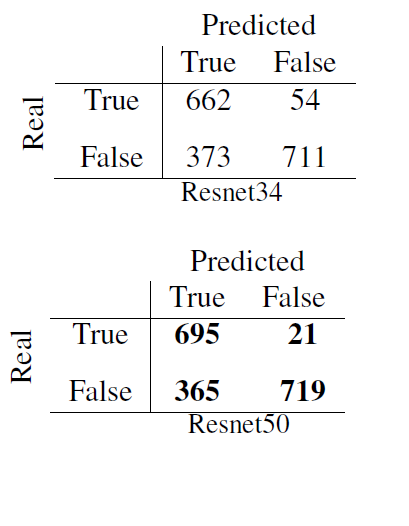 Predicted
True False
Real
True 662 54
False 373 711
Resnet34
Predicted
True False
Real
True 695 21
False 365 719
Resnet50